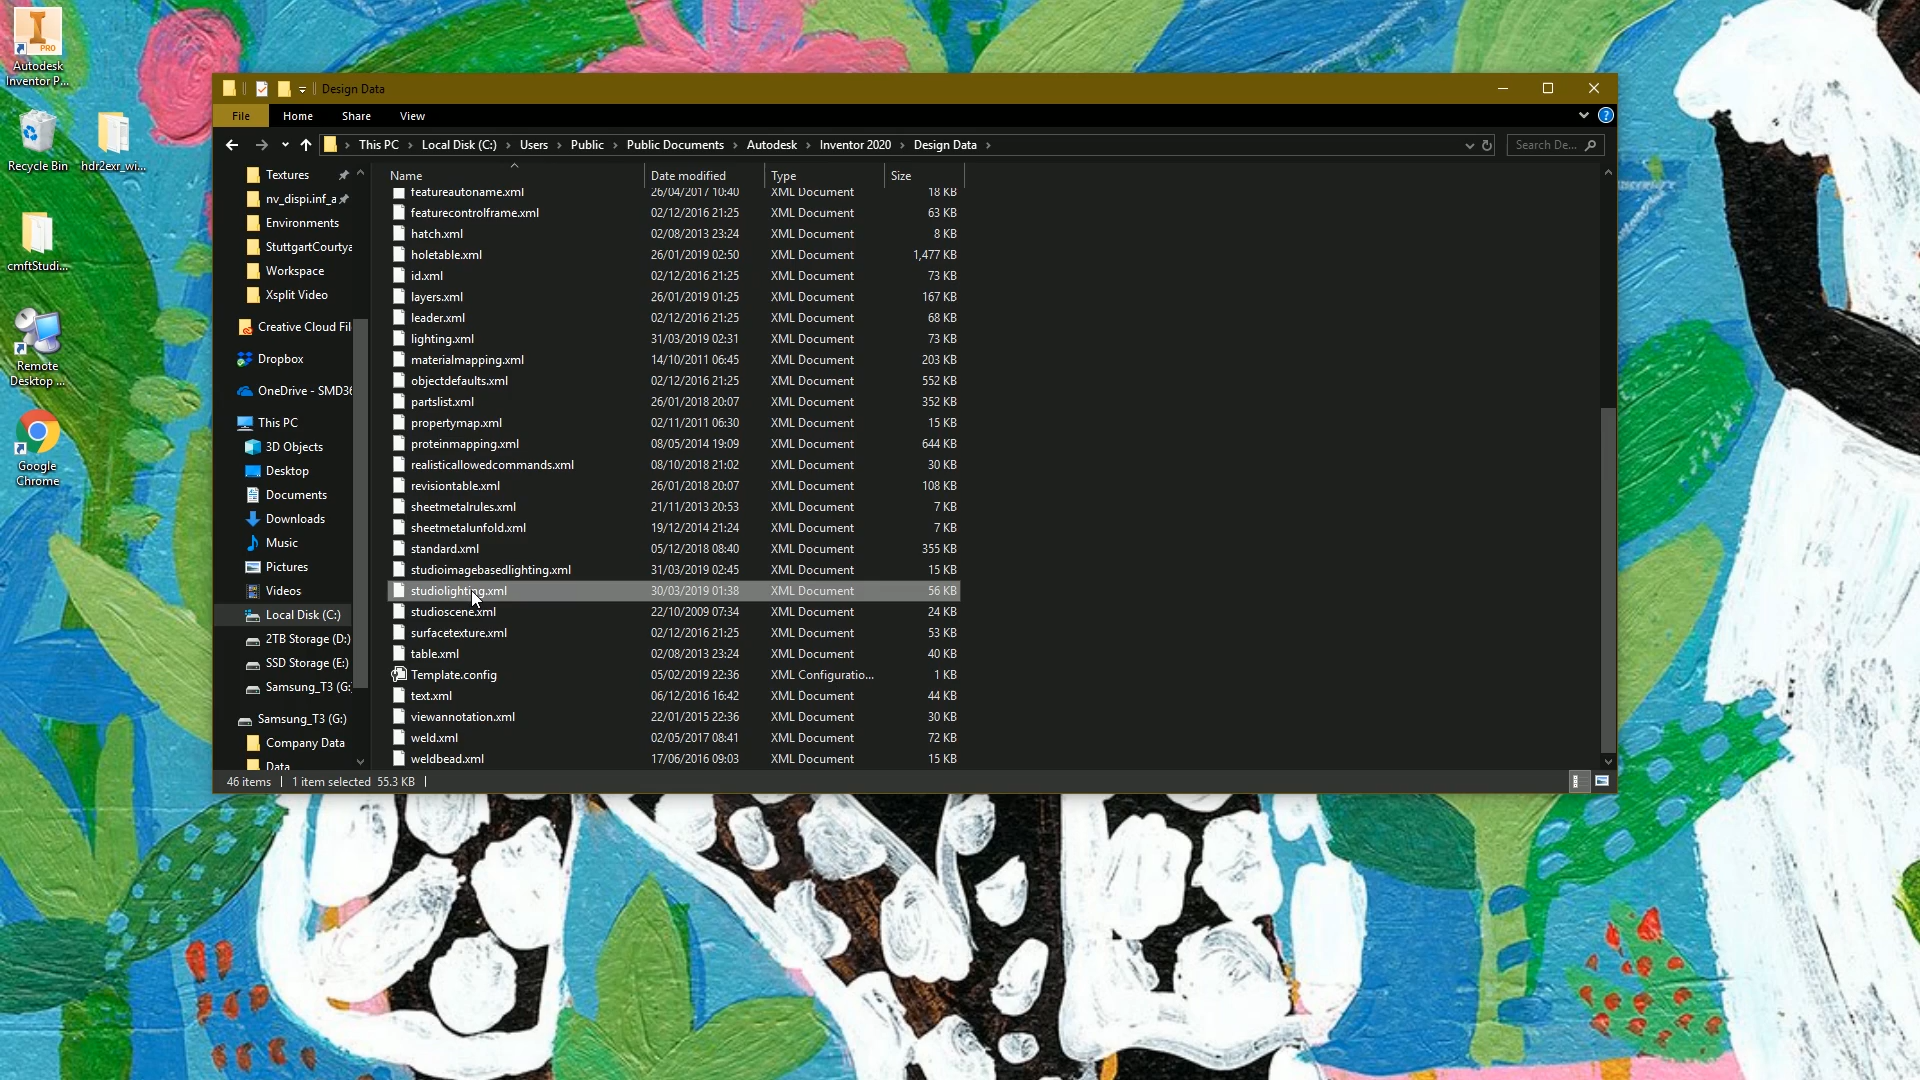 Autodesk
Inventor P...
Recycle Bin
hdr2exr_wi...
cmftStudi...
Remote
Desktop ...
Google
Chrome
Design Data
File
Home
Share
View
This PC
Local Disk (C:)
Users
Public
Public Documents
Autodesk
Inventor 2020
Design Data
Search De...
Textures
nv_dispi.inf_a
Environments
StuttgartCourtya
Workspace
Xsplit Video
Creative Cloud Fil
Dropbox
OneDrive - SMD36
This PC
3D Objects
Desktop
Documents
Downloads
Music
Pictures
Videos
Local Disk (C:)
2TB Storage (D:)
SSD Storage (E:)
Samsung_T3 (G:
Samsung_T3 (G:)
Company Data
Data
Name Date modified Type Size
featureautoname.xml 26/04/2017 10:40 XML Document 18 KB
featurecontrolframe.xml 02/12/2016 21:25 XML Document 63 KB
hatch.xml 02/08/2013 23:24 XML Document 8 KB
holetable.xml 26/01/2019 02:50 XML Document 1,477 KB
id.xml 02/12/2016 21:25 XML Document 73 KB
layers.xml 26/01/2019 01:25 XML Document 167 KB
leader.xml 02/12/2016 21:25 XML Document 68 KB
lighting.xml 31/03/2019 02:31 XML Document 73 KB
materialmapping.xml 14/10/2011 06:45 XML Document 203 KB
objectdefaults.xml 02/12/2016 21:25 XML Document 552 KB
partslist.xml 26/01/2018 20:07 XML Document 352 KB
propertymap.xml 02/11/2011 06:30 XML Document 15 KB
proteinmapping.xml 08/05/2014 19:09 XML Document 644 KB
realisticallowedcommands.xml 08/10/2018 21:02 XML Document 30 KB
revisiontable.xml 26/01/2018 20:07 XML Document 108 KB
sheetmetalrules.xml 21/11/2013 20:53 XML Document 7 KB
sheetmetalunfold.xml 19/12/2014 21:24 XML Document 7 KB
standard.xml 05/12/2018 08:40 XML Document 355 KB
studioimagebasedlighting.xml 31/03/2019 02:45 XML Document 15 KB
studiolighting.xml 30/03/2019 01:38 XML Document 56 KB
studioscene.xml 22/10/2009 07:34 XML Document 24 KB
surfacetexture.xml 02/12/2016 21:25 XML Document 53 KB
table.xml 02/08/2013 23:24 XML Document 40 KB
Template.config 05/02/2019 22:36 XML Configuratio... 1 KB
text.xml 06/12/2016 16:42 XML Document 44 KB
viewannotation.xml 22/01/2015 22:36 XML Document 30 KB
weld.xml 02/05/2017 08:41 XML Document 72 KB
weldbead.xml 17/06/2016 09:03 XML Document 15 KB
46 items
1 item selected 55.3 KB